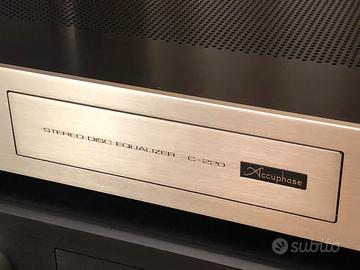 STEREO DISC EQUALIZER C-220
Accuphase
subito